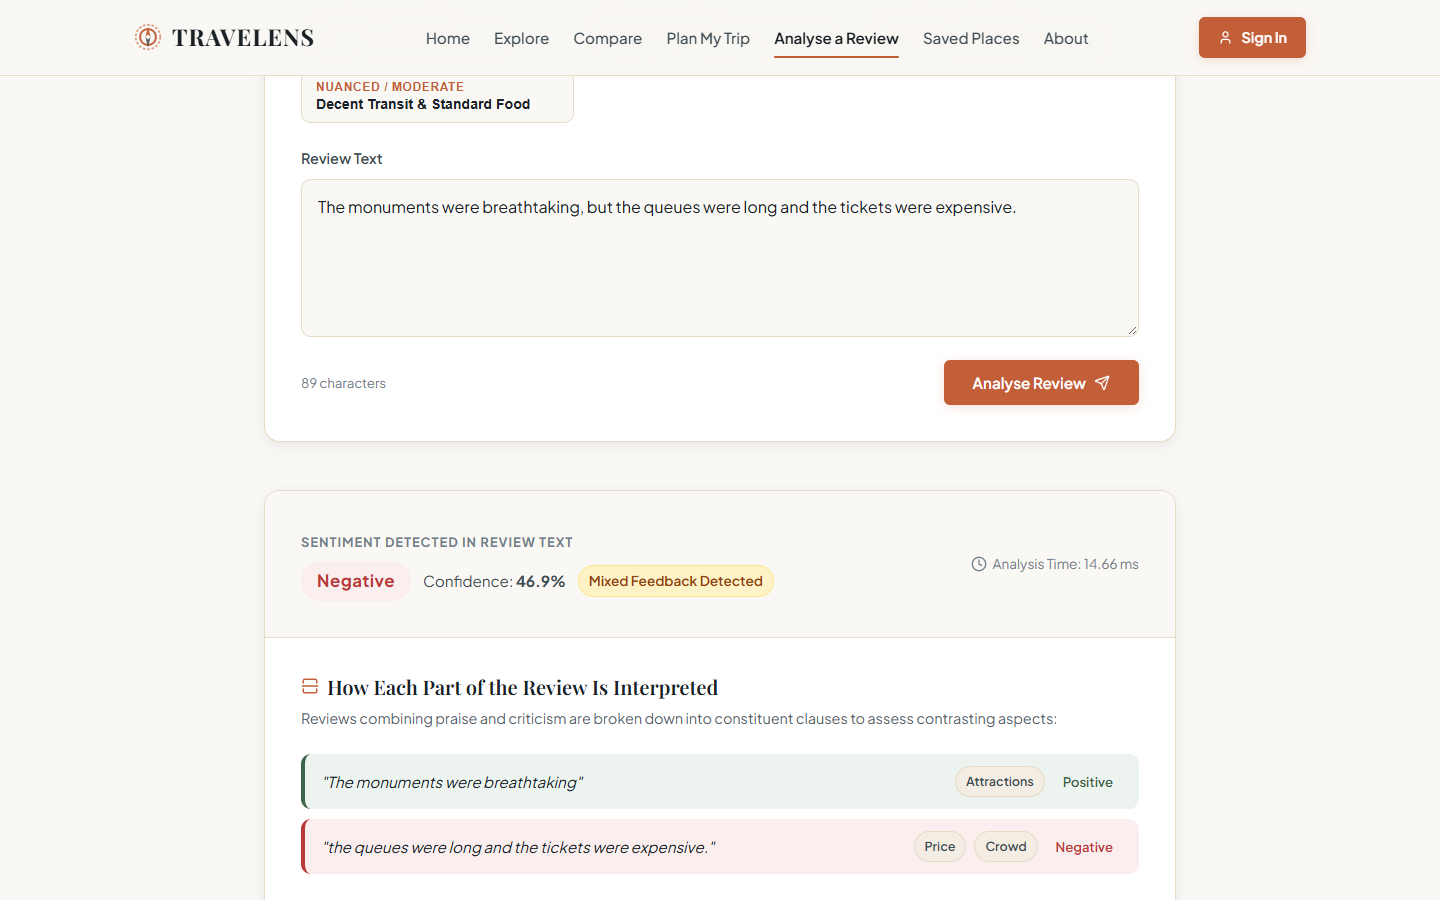 TRAVELENS
Home Explore Compare Plan My Trip Analyse a Review Saved Places About
Sign In
NUANCED / MODERATE
Decent Transit & Standard Food
Review Text
The monuments were breathtaking, but the queues were long and the tickets were expensive.
89 characters
Analyse Review
SENTIMENT DETECTED IN REVIEW TEXT
Negative Confidence: 46.9% Mixed Feedback Detected
Analysis Time: 14.66 ms
How Each Part of the Review Is Interpreted
Reviews combining praise and criticism are broken down into constituent clauses to assess contrasting aspects:
"The monuments were breathtaking" Attractions Positive
"the queues were long and the tickets were expensive." Price Crowd Negative